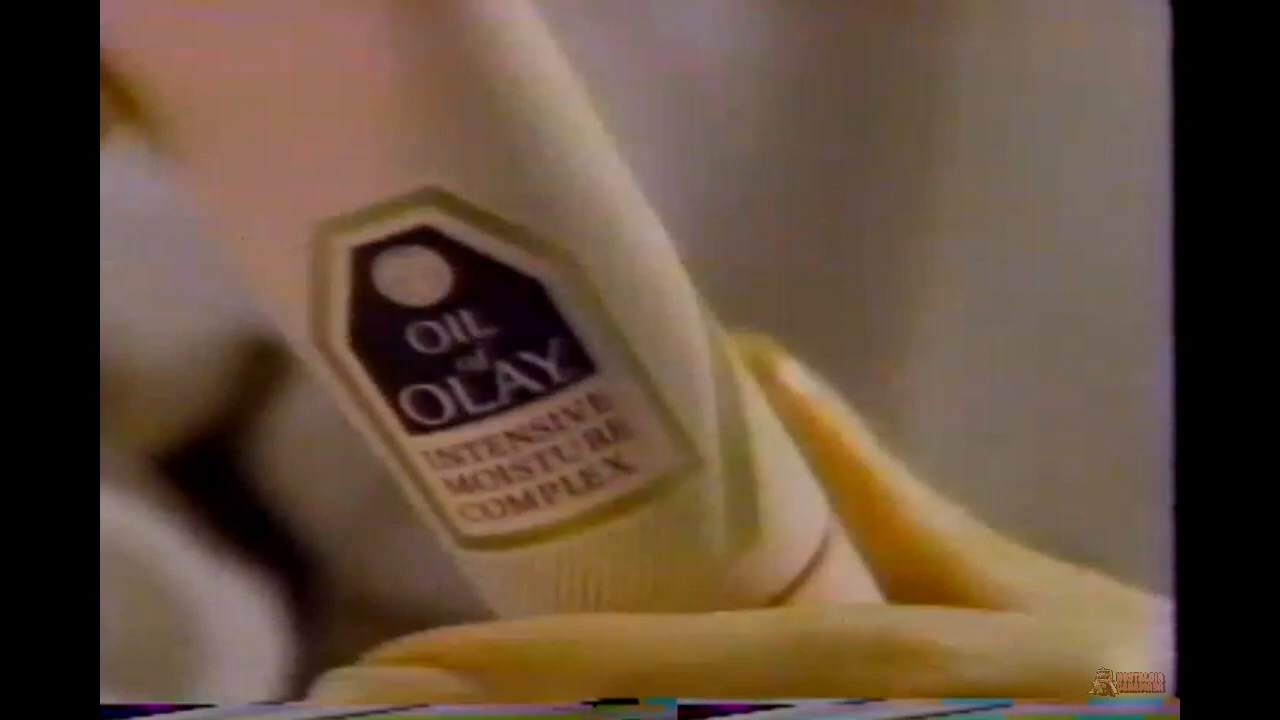 OIL
of
OLAY
INTENSIVE
MOISTURE
COMPLEX